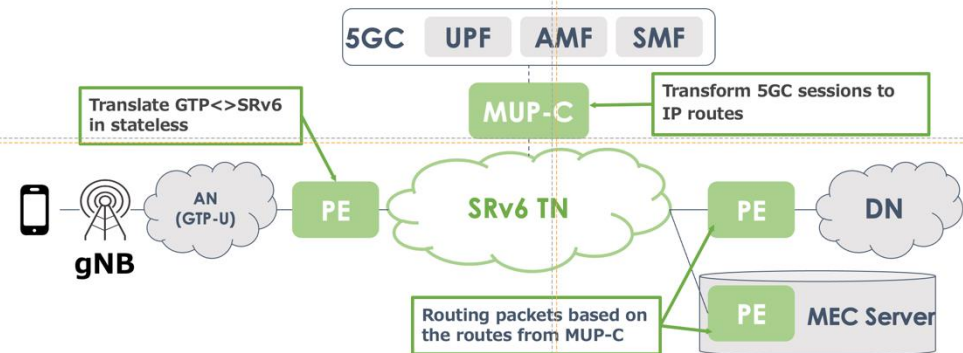 5GC UPF AMF SMF
MUP-C
Transform 5GC sessions to
IP routes
Translate GTP<>SRv6
in stateless
AN
(GTP-U)
gNB
PE
SRv6 TN
PE
DN
Routing packets based on
the routes from MUP-C
PE
MEC Server